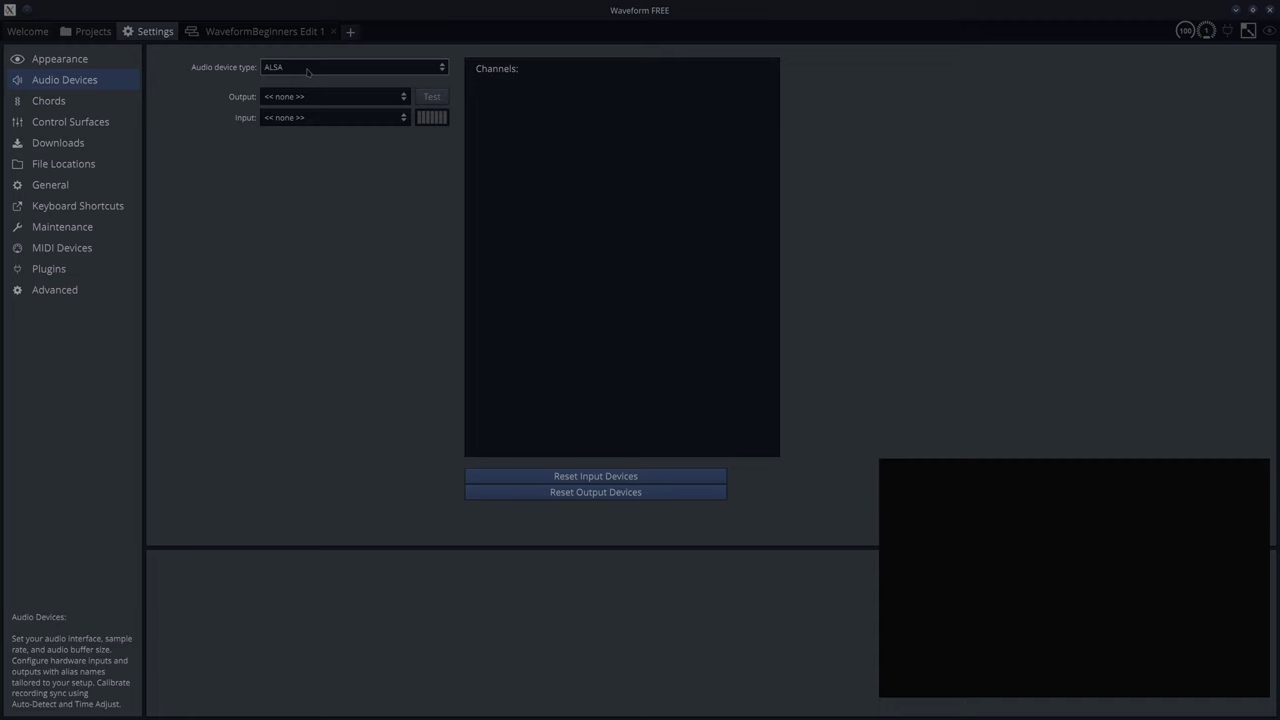 Waveform FREE
Welcome
Projects
Settings
WaveformBeginners Edit 1
100
1
Appearance
Audio Devices
Chords
Control Surfaces
Downloads
File Locations
General
Keyboard Shortcuts
Maintenance
MIDI Devices
Plugins
Advanced
Audio device type: ALSA
Output: << none >> Test
Input: << none >>
Channels:
Reset Input Devices
Reset Output Devices
Audio Devices:
Set your audio interface, sample
rate, and audio buffer size.
Configure hardware inputs and
outputs with alias names
tailored to your setup. Calibrate
recording sync using
Auto-Detect and Time Adjust.